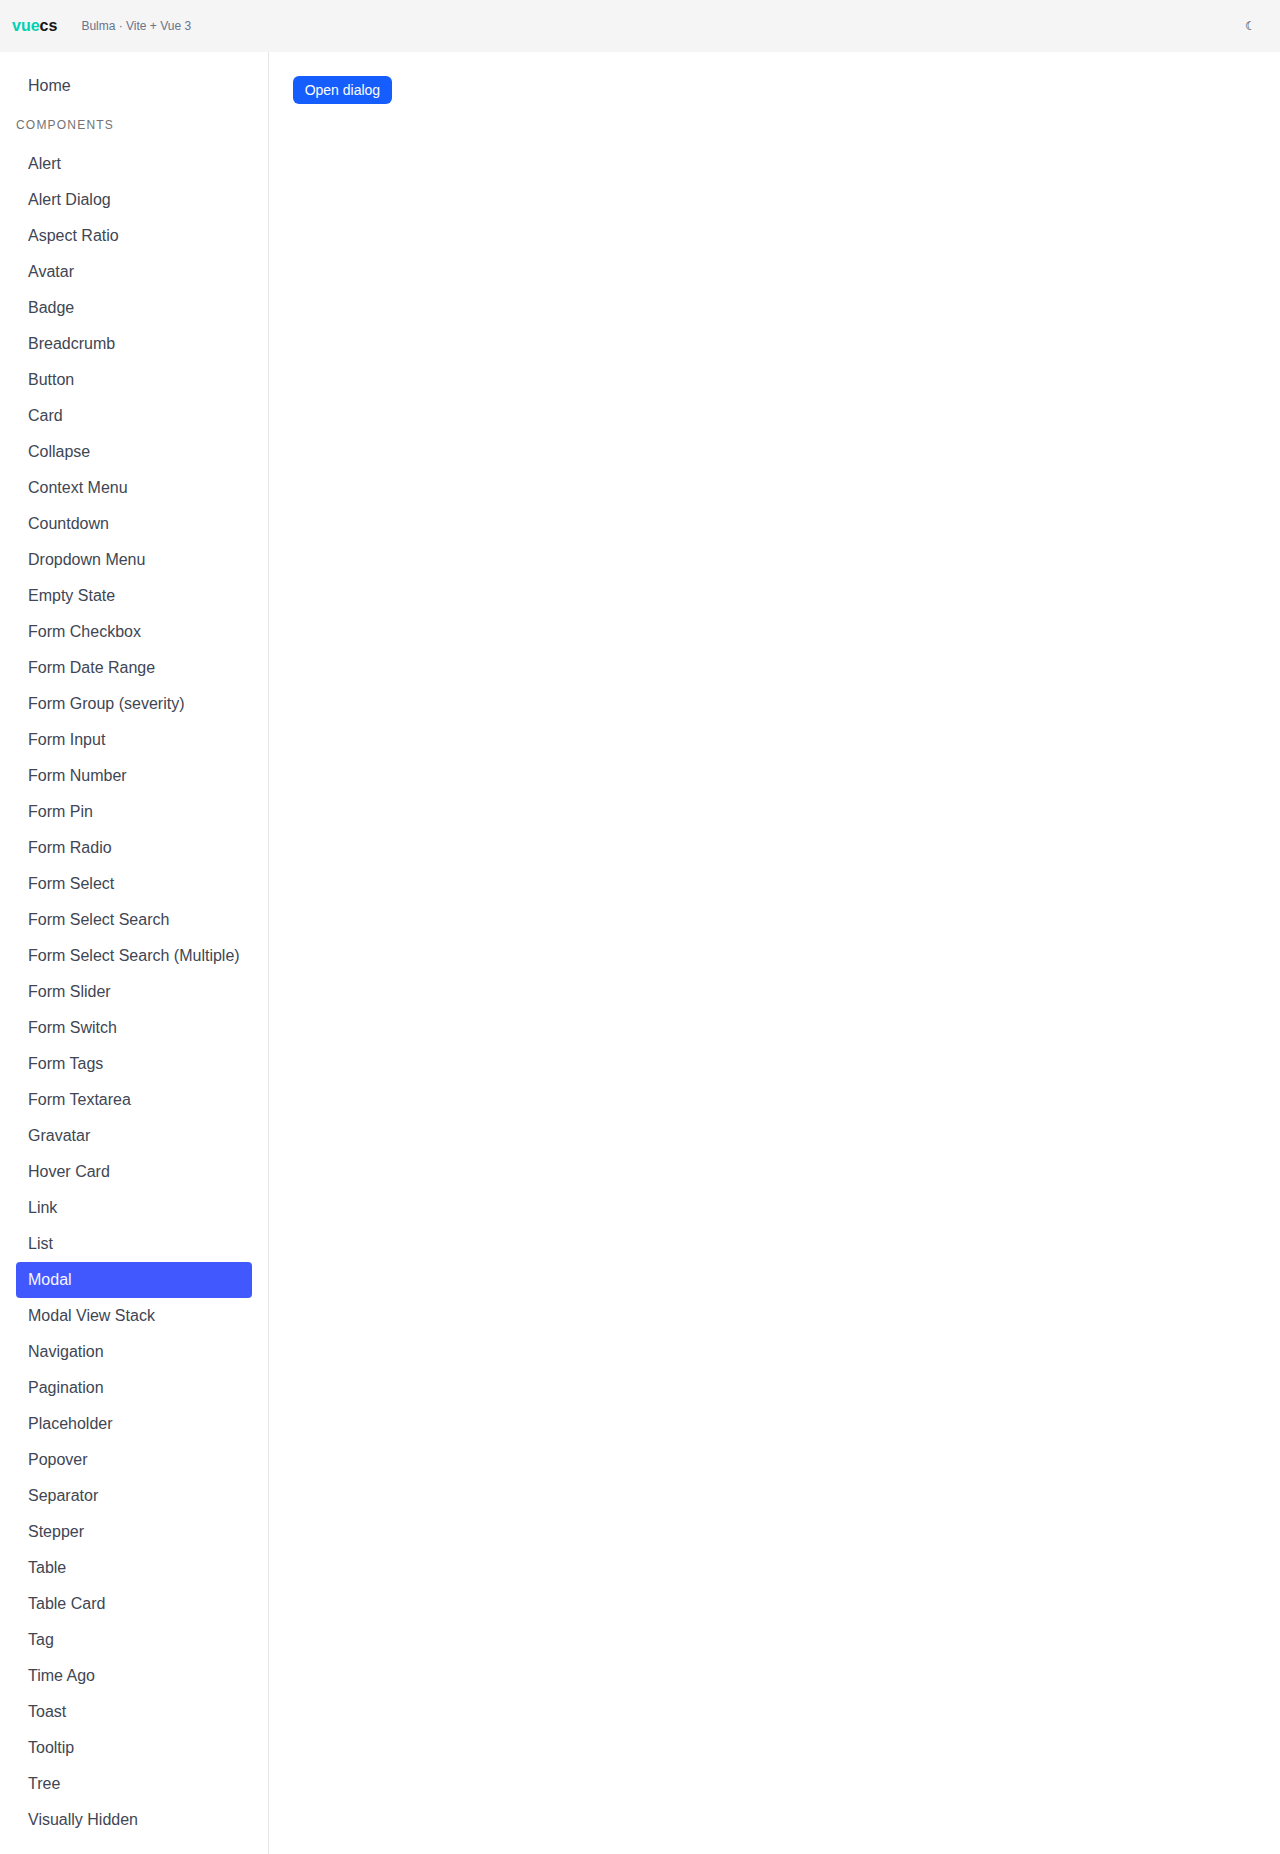 vuecs
Bulma · Vite + Vue 3
☾
Home
COMPONENTS
Alert
Alert Dialog
Aspect Ratio
Avatar
Badge
Breadcrumb
Button
Card
Collapse
Context Menu
Countdown
Dropdown Menu
Empty State
Form Checkbox
Form Date Range
Form Group (severity)
Form Input
Form Number
Form Pin
Form Radio
Form Select
Form Select Search
Form Select Search (Multiple)
Form Slider
Form Switch
Form Tags
Form Textarea
Gravatar
Hover Card
Link
List
Modal
Modal View Stack
Navigation
Pagination
Placeholder
Popover
Separator
Stepper
Table
Table Card
Tag
Time Ago
Toast
Tooltip
Tree
Visually Hidden
Open dialog